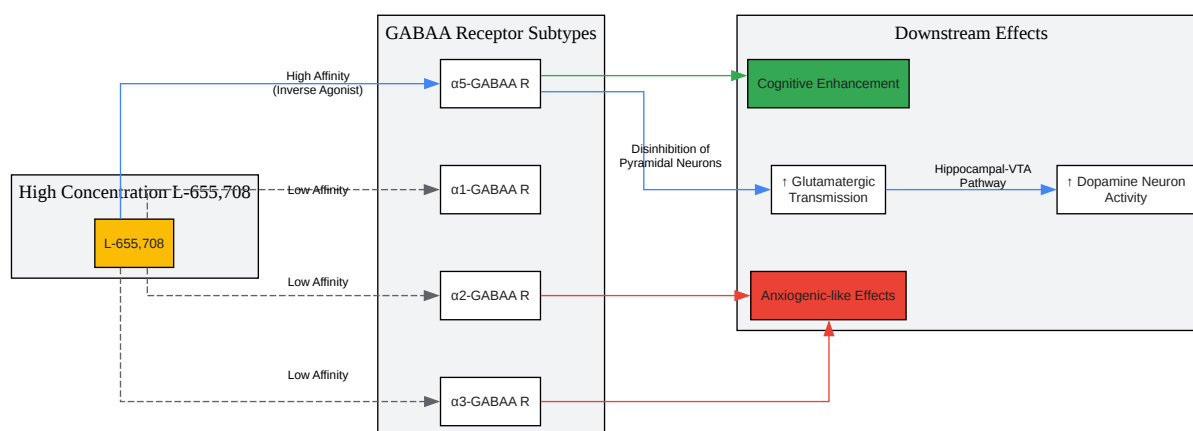 GABAA Receptor Subtypes
Downstream Effects
High Affinity
(Inverse Agonist)
α5-GABAA R
Cognitive Enhancement
Disinhibition of
Pyramidal Neurons
High Concentration L-655,708
Low Affinity
α1-GABAA R
↑ Glutamatergic
Transmission
Hippocampal-VTA
Pathway
↑ Dopamine Neuron
Activity
L-655,708
Low Affinity
α2-GABAA R
Anxiogenic-like Effects
Low Affinity
α3-GABAA R